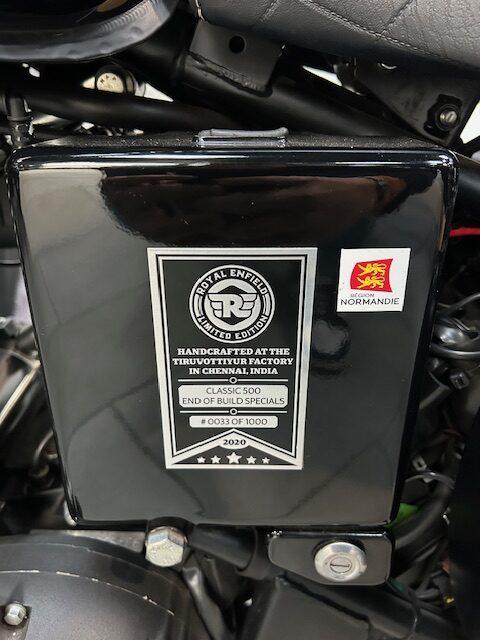 ROYAL ENFIELD
R
LIMITED EDITION
HANDCRAFTED AT THE
TIRUVOTTIYUR FACTORY
IN CHENNAI, INDIA
CLASSIC 500
END OF BUILD SPECIALS
# 0033 OF 1000
2020
RÉGION
NORMANDIE